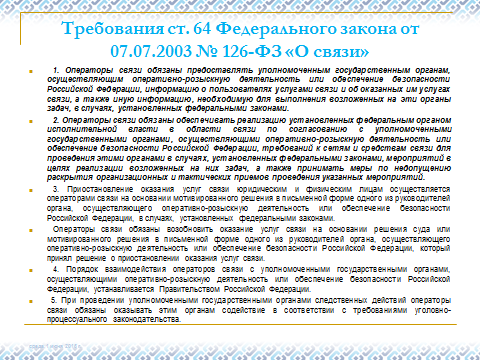 Требования ст. 64 Федерального закона от
07.07.2003 № 126-ФЗ «О связи»
1. Операторы связи обязаны предоставлять уполномоченным государственным органам,
осуществляющим оперативно-розыскную деятельность или обеспечение безопасности
Российской Федерации, информацию о пользователях услугами связи и об оказанных им услугах
связи, а также иную информацию, необходимую для выполнения возложенных на эти органы
задач, в случаях, установленных федеральными законами.
2. Операторы связи обязаны обеспечивать реализацию установленных федеральным органом
исполнительной власти в области связи по согласованию с уполномоченными
государственными органами, осуществляющими оперативно-розыскную деятельность или
обеспечение безопасности Российской Федерации, требований к сетям и средствам связи для
проведения этими органами в случаях, установленных федеральными законами, мероприятий в
целях реализации возложенных на них задач, а также принимать меры по недопущению
раскрытия организационных и тактических приемов проведения указанных мероприятий.
3. Приостановление оказания услуг связи юридическим и физическим лицам осуществляется
операторами связи на основании мотивированного решения в письменной форме одного из руководителей
органа, осуществляющего оперативно-розыскную деятельность или обеспечение безопасности
Российской Федерации, в случаях, установленных федеральными законами.
Операторы связи обязаны возобновить оказание услуг связи на основании решения суда или
мотивированного решения в письменной форме одного из руководителей органа, осуществляющего
оперативно-розыскную деятельность или обеспечение безопасности Российской Федерации, который
принял решение о приостановлении оказания услуг связи.
4. Порядок взаимодействия операторов связи с уполномоченными государственными органами,
осуществляющими оперативно-розыскную деятельность или обеспечение безопасности Российской
Федерации, устанавливается Правительством Российской Федерации.
5. При проведении уполномоченными государственными органами следственных действий операторы
связи обязаны оказывать этим органам содействие в соответствии с требованиями уголовно-
процессуального законодательства.